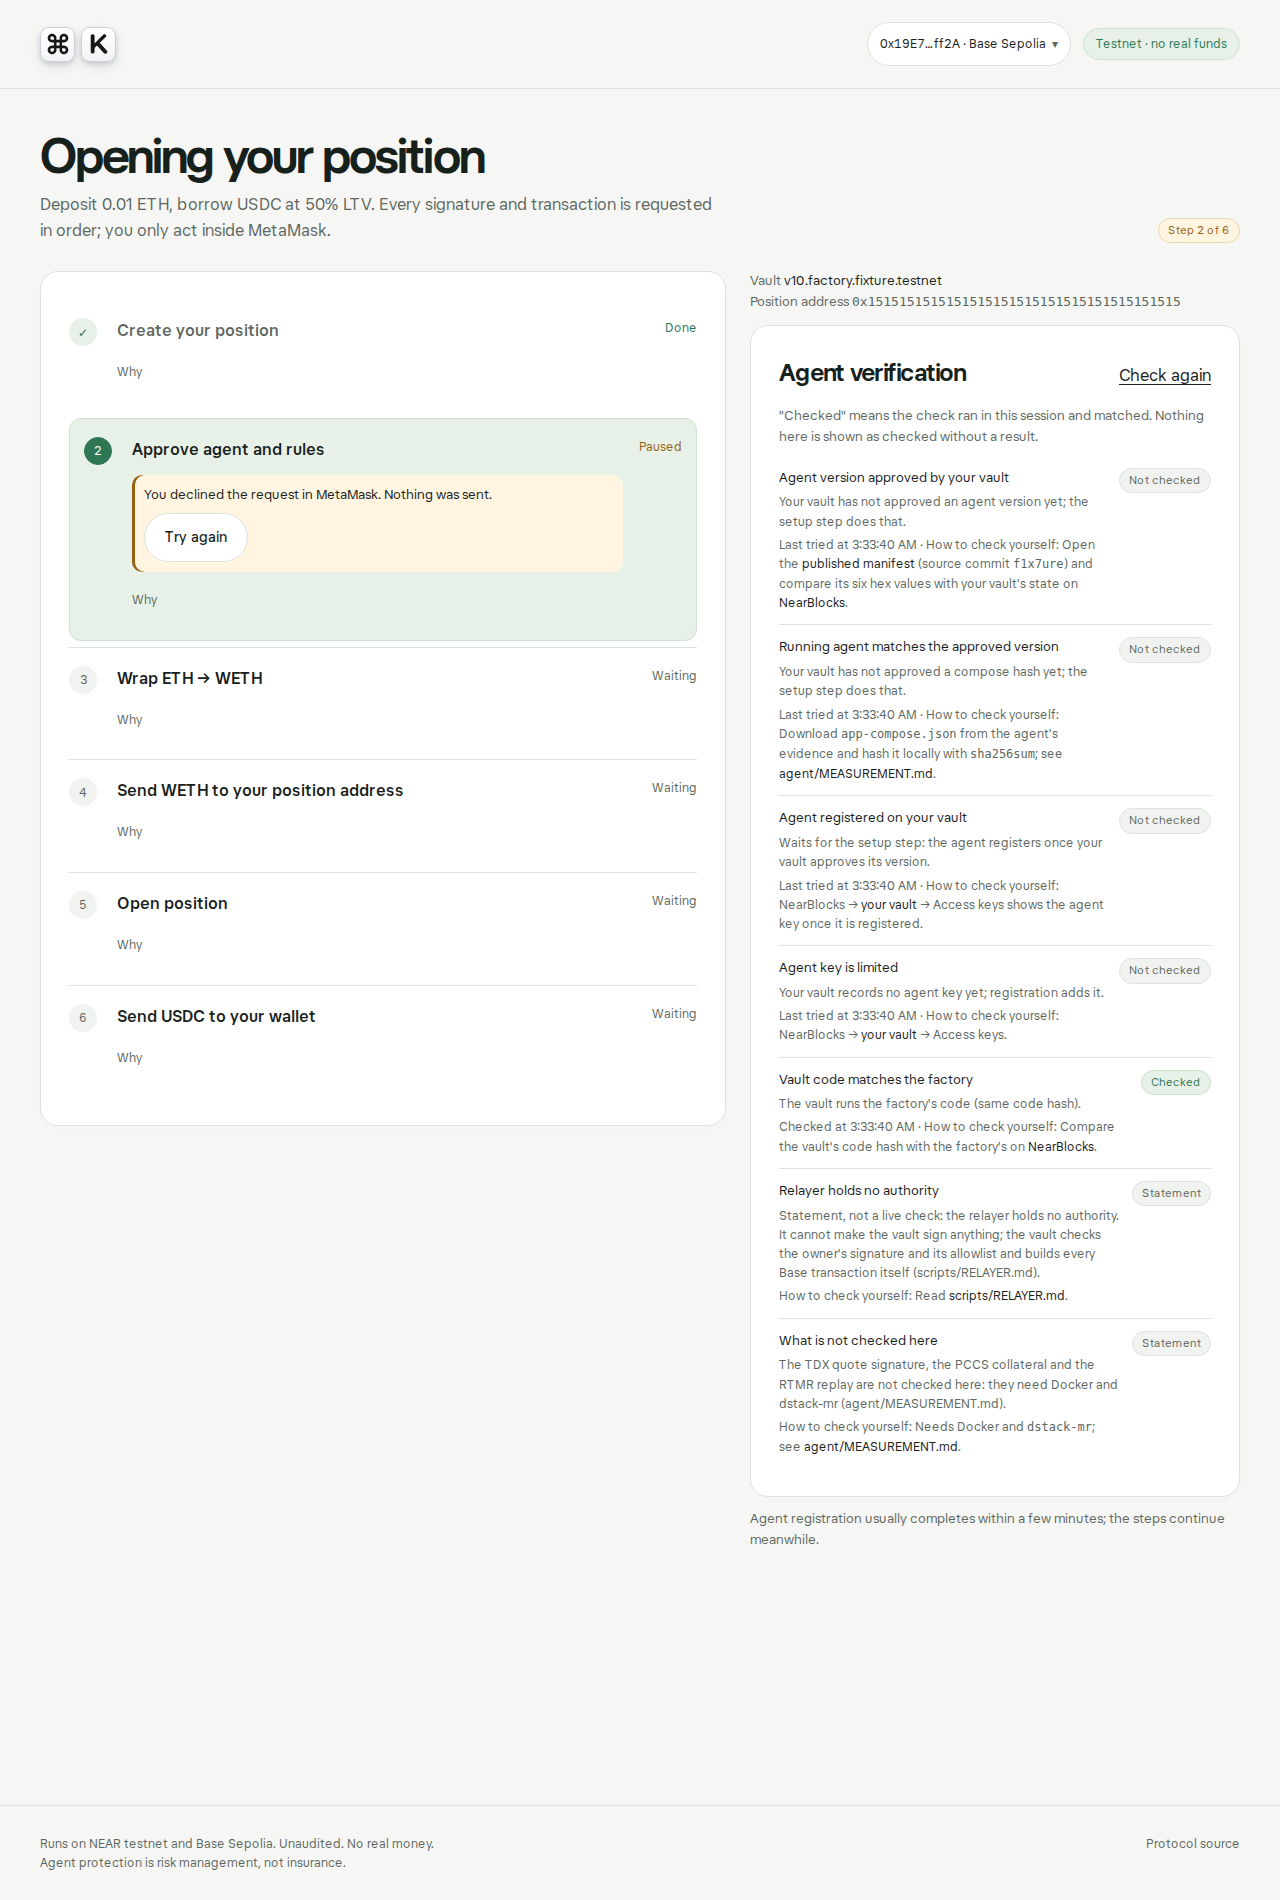 ⌘ K
0x19E7…ff2A · Base Sepolia ▾
Testnet · no real funds
Opening your position
Deposit 0.01 ETH, borrow USDC at 50% LTV. Every signature and transaction is requested
in order; you only act inside MetaMask.
Step 2 of 6
✓ Create your position
Done
Why
2 Approve agent and rules
Paused
You declined the request in MetaMask. Nothing was sent.
Try again
Why
3 Wrap ETH → WETH
Waiting
Why
4 Send WETH to your position address
Waiting
Why
5 Open position
Waiting
Why
6 Send USDC to your wallet
Waiting
Why
Vault v10.factory.fixture.testnet
Position address 0x1515151515151515151515151515151515151515
Agent verification
Check again
"Checked" means the check ran in this session and matched. Nothing
here is shown as checked without a result.
Agent version approved by your vault
Not checked
Your vault has not approved an agent version yet; the
setup step does that.
Last tried at 3:33:40 AM · How to check yourself: Open
the published manifest (source commit f1x7ure) and
compare its six hex values with your vault's state on
NearBlocks.
Running agent matches the approved version
Not checked
Your vault has not approved a compose hash yet; the
setup step does that.
Last tried at 3:33:40 AM · How to check yourself:
Download app-compose.json from the agent's
evidence and hash it locally with sha256sum; see
agent/MEASUREMENT.md.
Agent registered on your vault
Not checked
Waits for the setup step: the agent registers once your
vault approves its version.
Last tried at 3:33:40 AM · How to check yourself:
NearBlocks → your vault → Access keys shows the agent
key once it is registered.
Agent key is limited
Not checked
Your vault records no agent key yet; registration adds it.
Last tried at 3:33:40 AM · How to check yourself:
NearBlocks → your vault → Access keys.
Vault code matches the factory
Checked
The vault runs the factory's code (same code hash).
Checked at 3:33:40 AM · How to check yourself: Compare
the vault's code hash with the factory's on NearBlocks.
Relayer holds no authority
Statement
Statement, not a live check: the relayer holds no authority.
It cannot make the vault sign anything; the vault checks
the owner's signature and its allowlist and builds every
Base transaction itself (scripts/RELAYER.md).
How to check yourself: Read scripts/RELAYER.md.
What is not checked here
Statement
The TDX quote signature, the PCCS collateral and the
RTMR replay are not checked here: they need Docker and
dstack-mr (agent/MEASUREMENT.md).
How to check yourself: Needs Docker and dstack-mr;
see agent/MEASUREMENT.md.
Agent registration usually completes within a few minutes; the steps continue
meanwhile.
Runs on NEAR testnet and Base Sepolia. Unaudited. No real money.
Agent protection is risk management, not insurance.
Protocol source